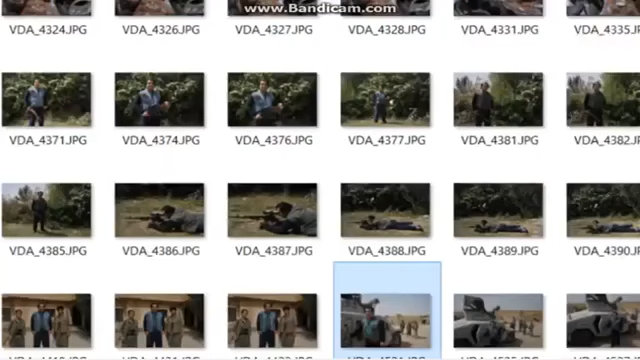 www.Bandicam.com
VDA_4324.JPG VDA_4326.JPG VDA_4327.JPG VDA_4328.JPG VDA_4331.JPG VDA_4335.JP
VDA_4371.JPG VDA_4374.JPG VDA_4376.JPG VDA_4377.JPG VDA_4381.JPG VDA_4382.JP
VDA_4385.JPG VDA_4386.JPG VDA_4387.JPG VDA_4388.JPG VDA_4389.JPG VDA_4390.JP